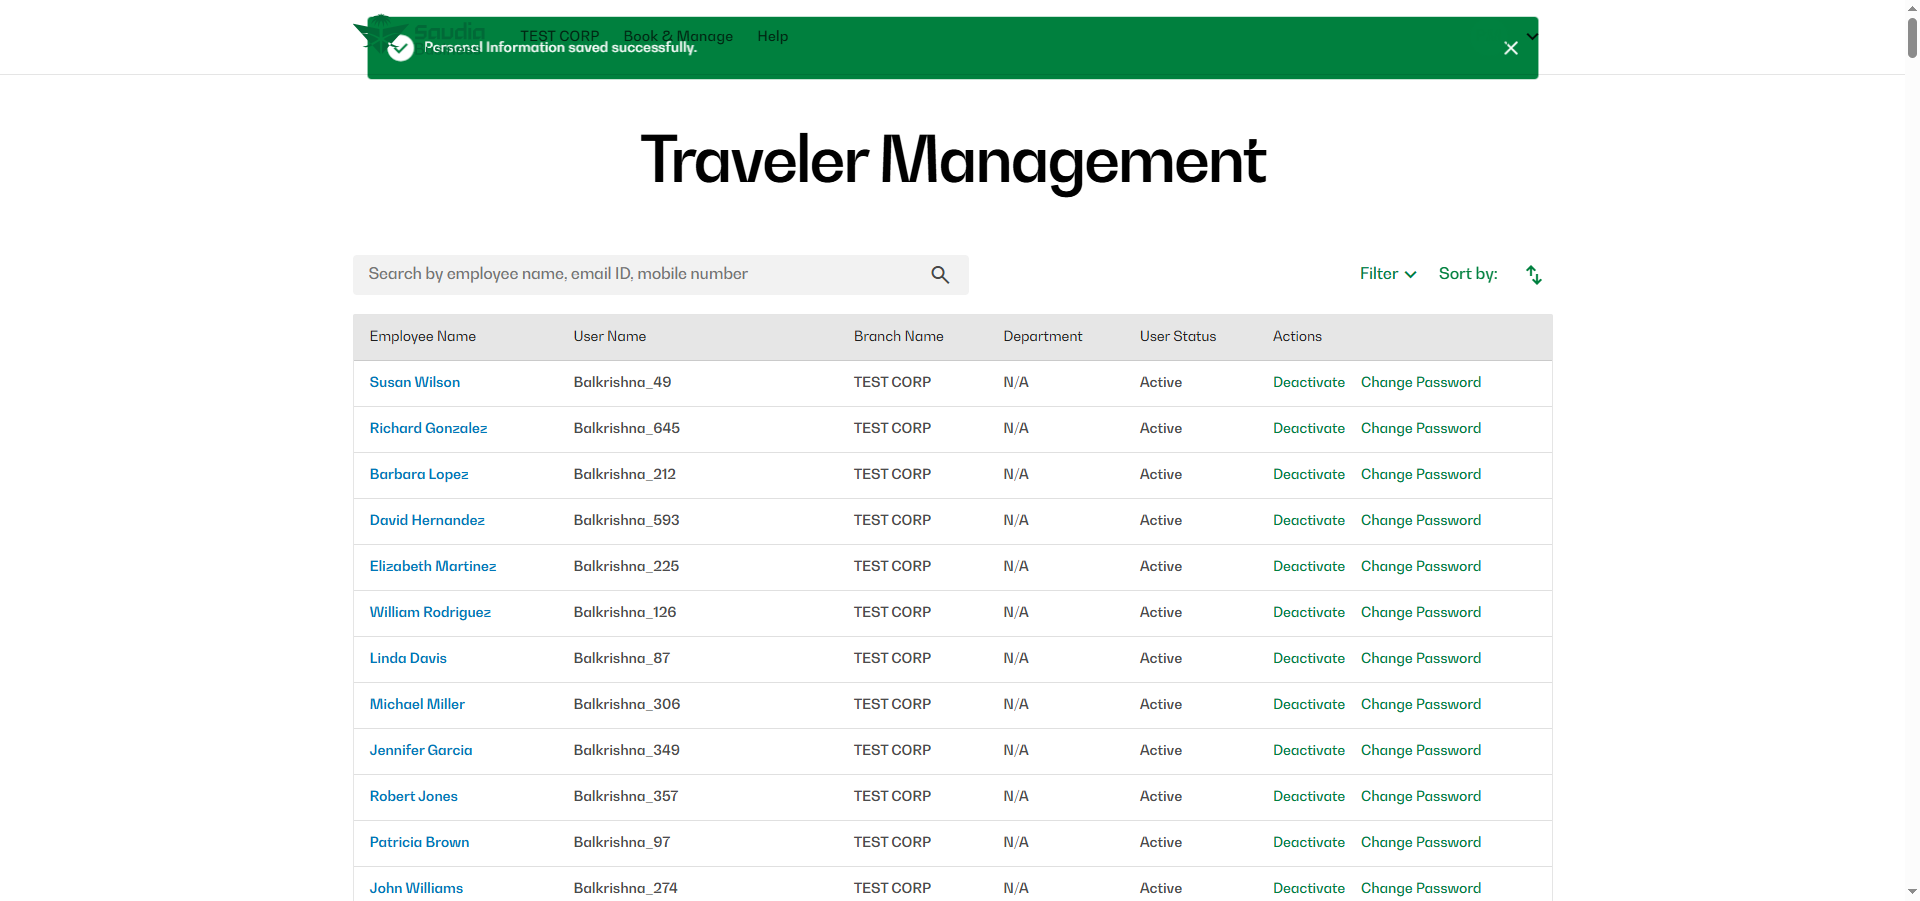 Saudia
TEST CORP Book & Manage Help
Personal Information saved successfully.
Traveler Management
Search by employee name, email ID, mobile number
Filter Sort by:
Employee Name User Name Branch Name Department User Status Actions
Susan Wilson Balkrishna_49 TEST CORP N/A Active Deactivate Change Password
Richard Gonzalez Balkrishna_645 TEST CORP N/A Active Deactivate Change Password
Barbara Lopez Balkrishna_212 TEST CORP N/A Active Deactivate Change Password
David Hernandez Balkrishna_593 TEST CORP N/A Active Deactivate Change Password
Elizabeth Martinez Balkrishna_225 TEST CORP N/A Active Deactivate Change Password
William Rodriguez Balkrishna_126 TEST CORP N/A Active Deactivate Change Password
Linda Davis Balkrishna_87 TEST CORP N/A Active Deactivate Change Password
Michael Miller Balkrishna_306 TEST CORP N/A Active Deactivate Change Password
Jennifer Garcia Balkrishna_349 TEST CORP N/A Active Deactivate Change Password
Robert Jones Balkrishna_357 TEST CORP N/A Active Deactivate Change Password
Patricia Brown Balkrishna_97 TEST CORP N/A Active Deactivate Change Password
John Williams Balkrishna_274 TEST CORP N/A Active Deactivate Change Password